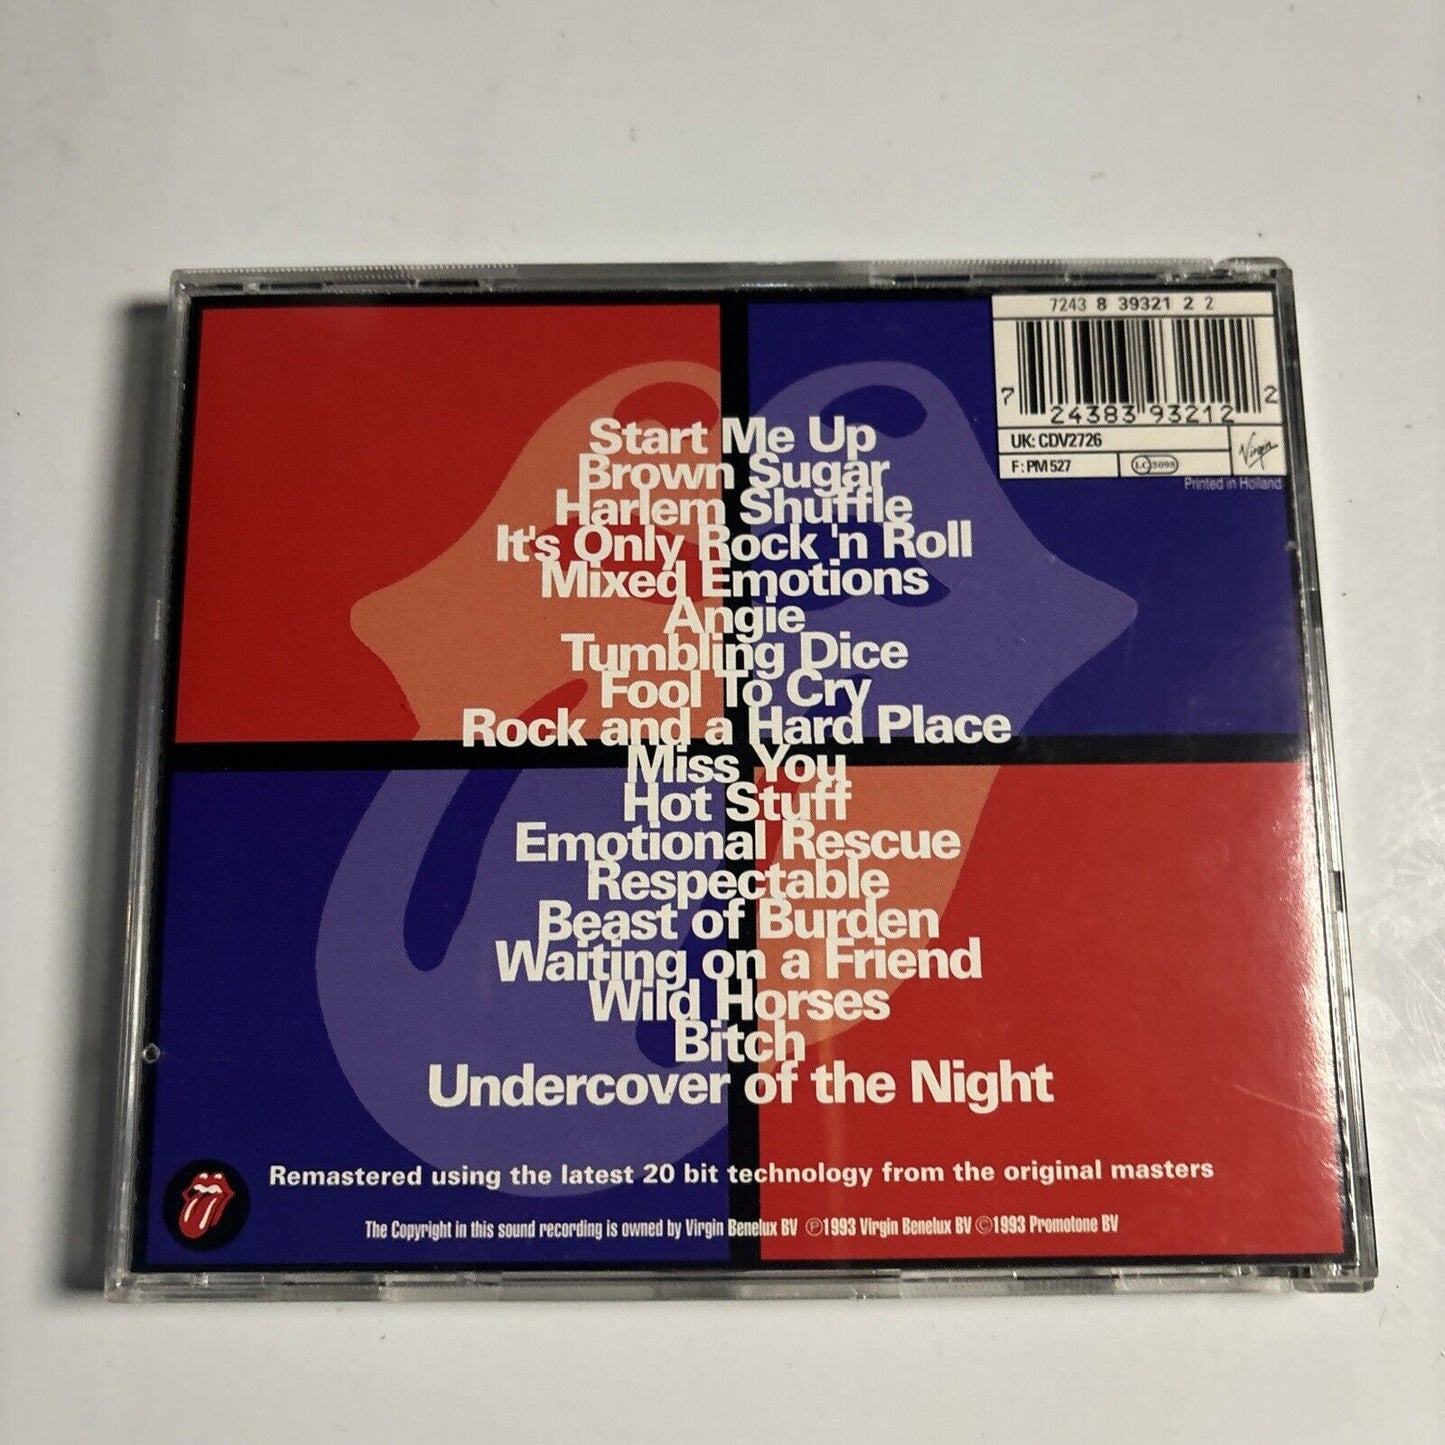 7243 8 39321 2 2
7 24383 93212 2
UK: CDV2726
F: PM 527
LC 3098
Virgin
Printed in Holland
Start Me Up
Brown Sugar
Harlem Shuffle
It's Only Rock 'n Roll
Mixed Emotions
Angie
Tumbling Dice
Fool To Cry
Rock and a Hard Place
Miss You
Hot Stuff
Emotional Rescue
Respectable
Beast of Burden
Waiting on a Friend
Wild Horses
Bitch
Undercover of the Night
Remastered using the latest 20 bit technology from the original masters
The Copyright in this sound recording is owned by Virgin Benelux BV ℗1993 Virgin Benelux BV ©1993 Promotone BV